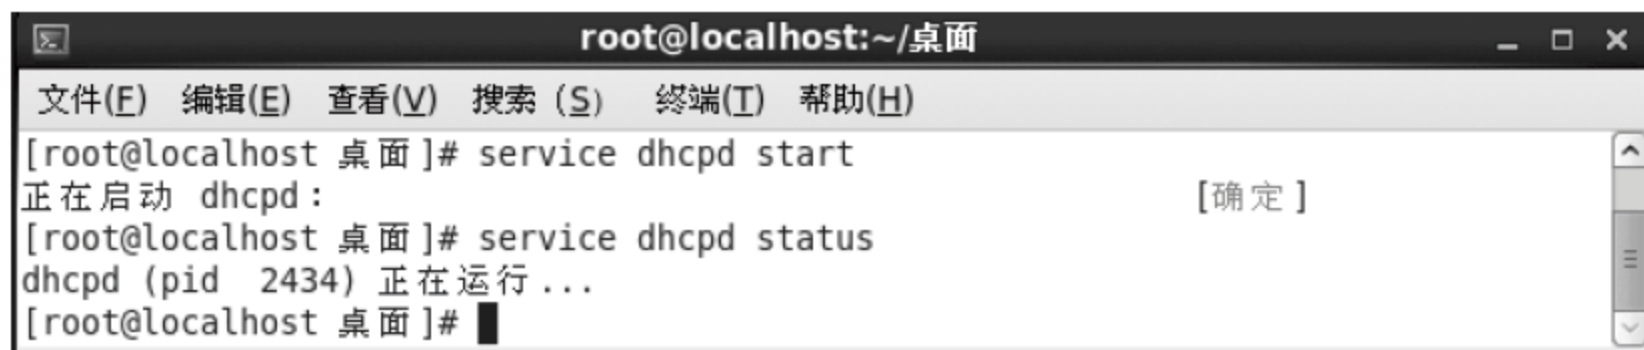 root@localhost:~/桌面
文件(F) 编辑(E) 查看(V) 搜索（S） 终端(T) 帮助(H)
[root@localhost 桌面]# service dhcpd start
正在启动 dhcpd： [确定]
[root@localhost 桌面]# service dhcpd status
dhcpd (pid  2434) 正在运行...
[root@localhost 桌面]#